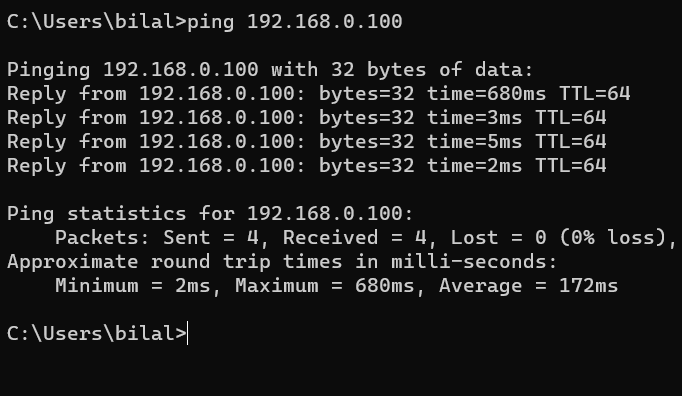 C:\Users\bilal>ping 192.168.0.100
Pinging 192.168.0.100 with 32 bytes of data:
Reply from 192.168.0.100: bytes=32 time=680ms TTL=64
Reply from 192.168.0.100: bytes=32 time=3ms TTL=64
Reply from 192.168.0.100: bytes=32 time=5ms TTL=64
Reply from 192.168.0.100: bytes=32 time=2ms TTL=64
Ping statistics for 192.168.0.100:
    Packets: Sent = 4, Received = 4, Lost = 0 (0% loss),
Approximate round trip times in milli-seconds:
    Minimum = 2ms, Maximum = 680ms, Average = 172ms
C:\Users\bilal>